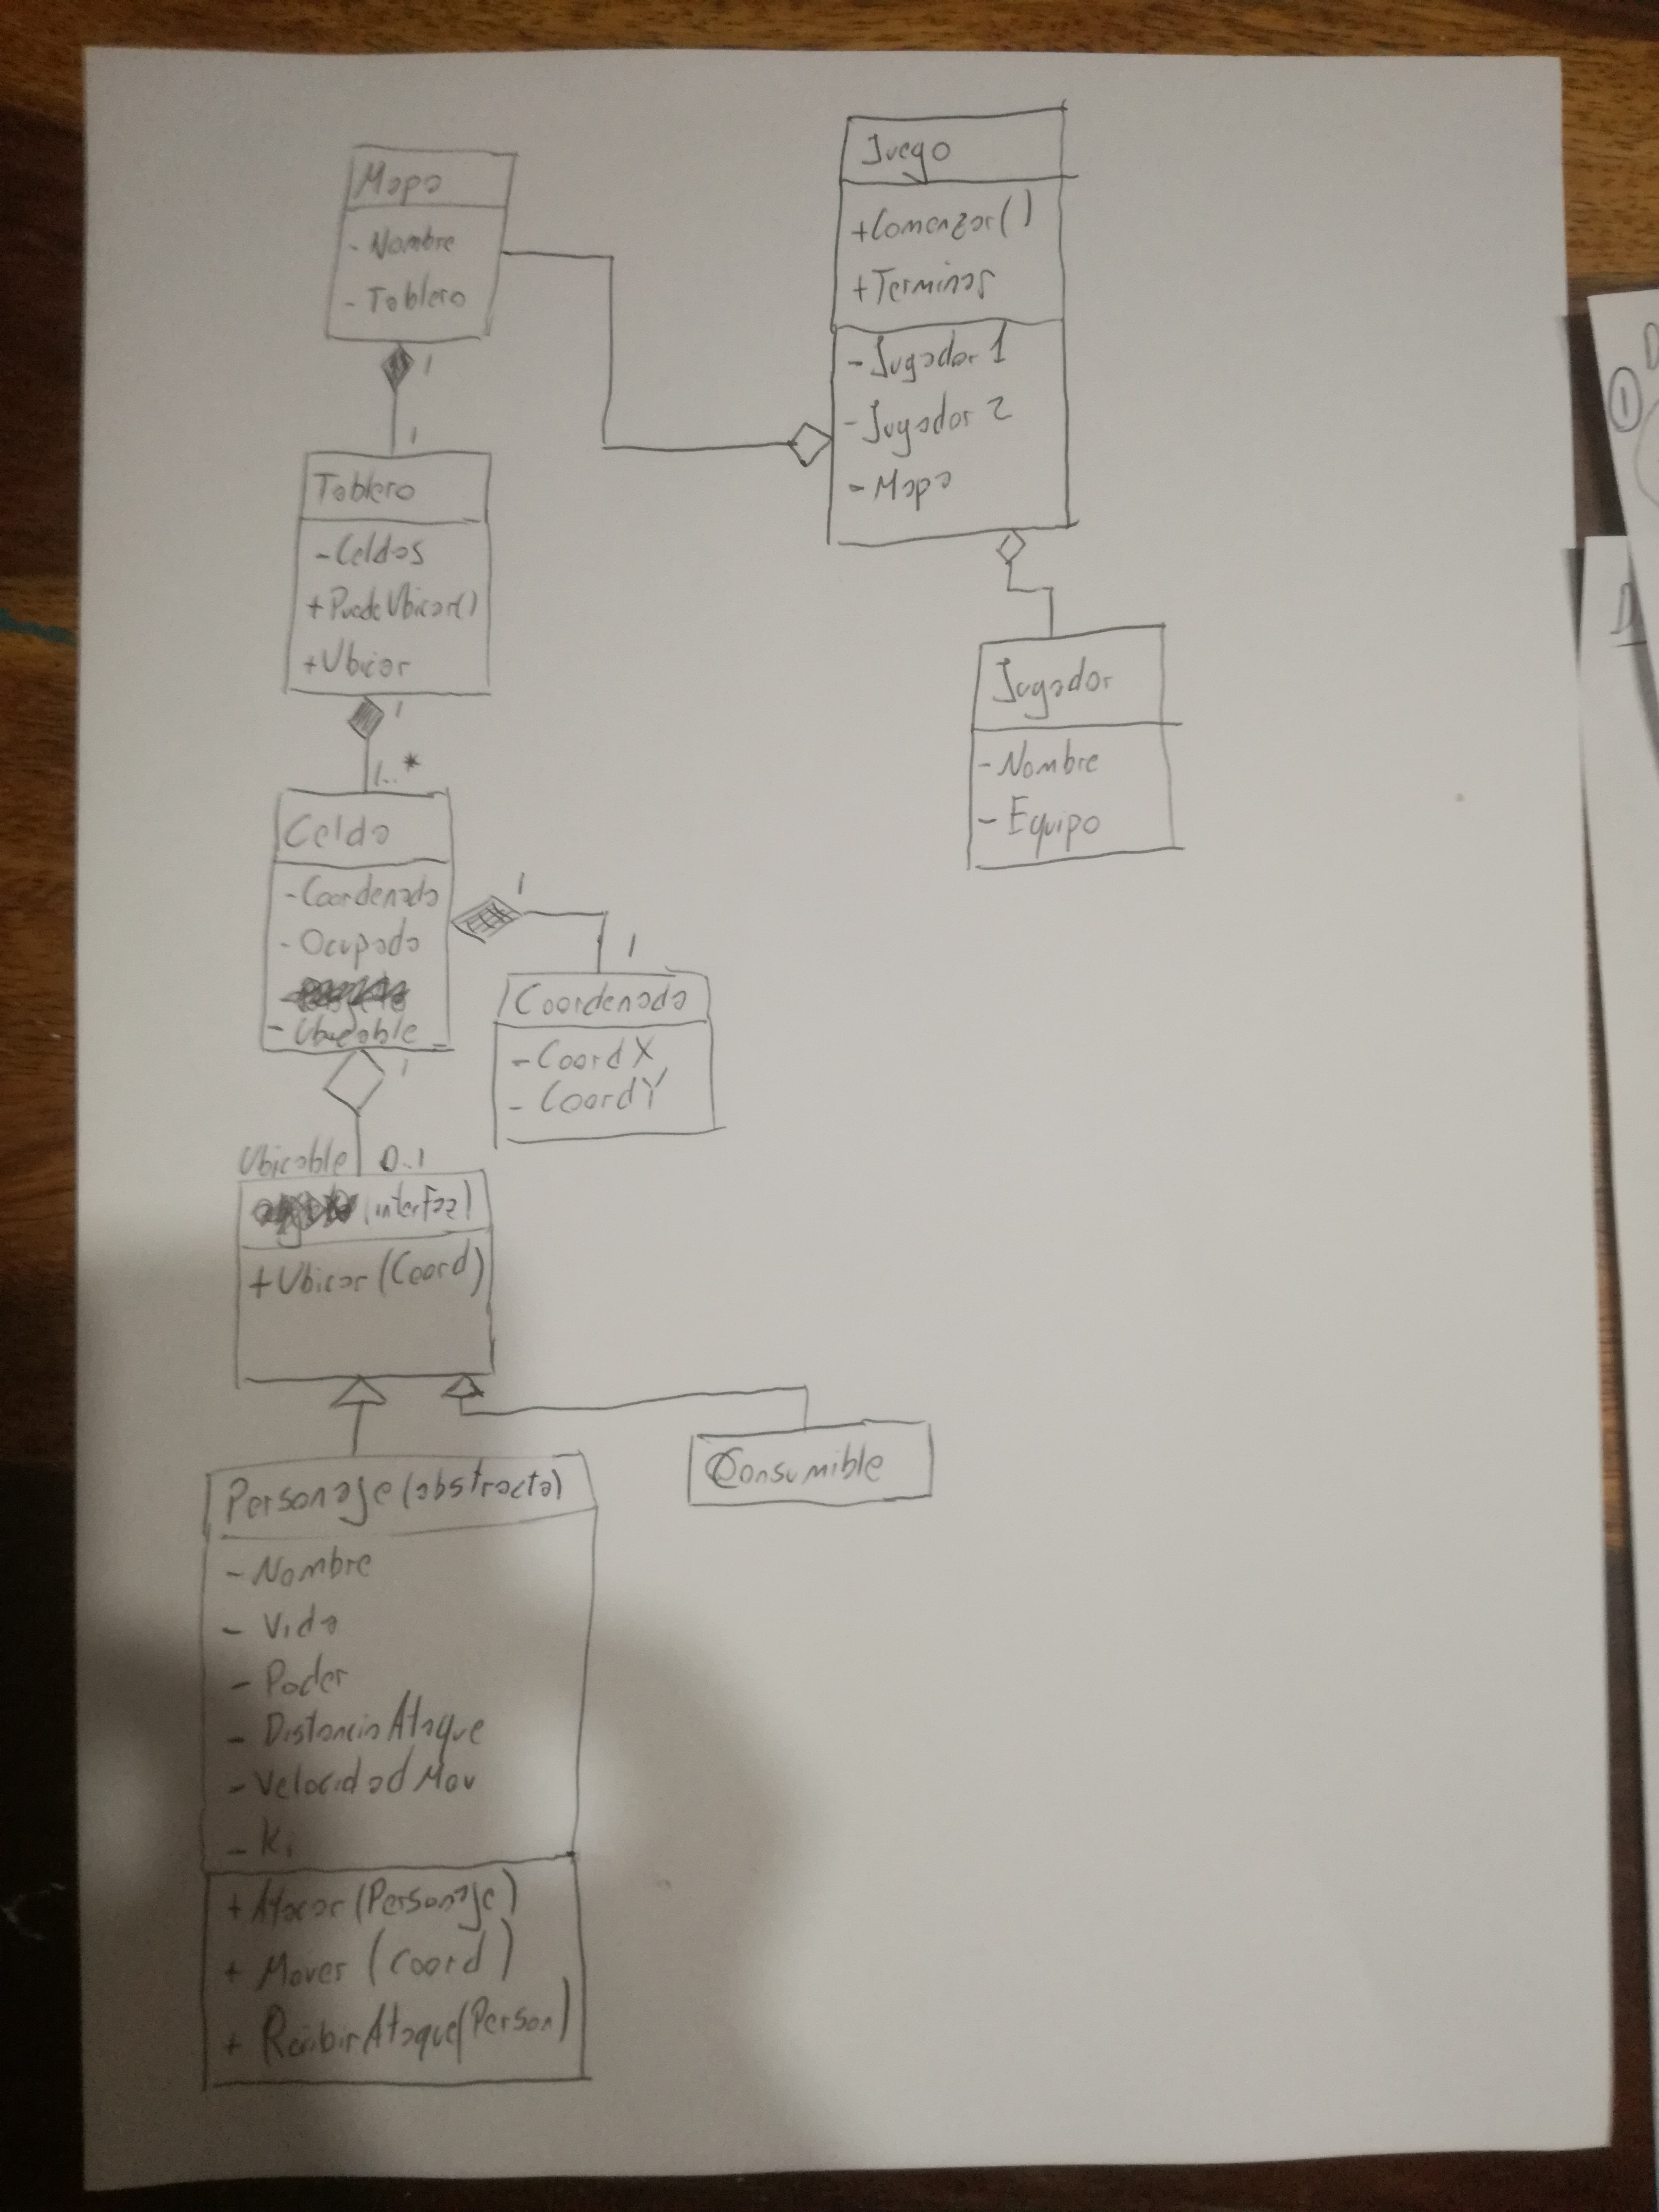 Mapa
- Nombre
- Tablero
1
1
Tablero
- Celdas
+ PuedeUbicar()
+ Ubicar
1
1..*
Celda
- Coordenada
- Ocupada
- Ubicable
1
1
Coordenada
- CoordX
- CoordY
1
Ubicable 0..1
(interfaz)
+ Ubicar (Coord)
Consumible
Personaje (abstracta)
- Nombre
- Vida
- Poder
- DistanciaAtaque
- VelocidadMov
- Ki
+ Atacar (Personaje)
+ Mover (Coord)
+ RecibirAtaque(Person)
Juego
+ Comenzar()
+ Terminar
- Jugador 1
- Jugador 2
- Mapa
Jugador
- Nombre
- Equipo
D
1
D